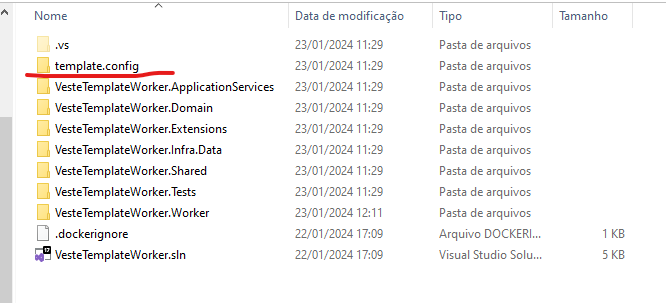 Nome Data de modificação Tipo Tamanho
.vs 23/01/2024 11:29 Pasta de arquivos
template.config 23/01/2024 11:29 Pasta de arquivos
VesteTemplateWorker.ApplicationServices 23/01/2024 11:29 Pasta de arquivos
VesteTemplateWorker.Domain 23/01/2024 11:29 Pasta de arquivos
VesteTemplateWorker.Extensions 23/01/2024 11:29 Pasta de arquivos
VesteTemplateWorker.Infra.Data 23/01/2024 11:29 Pasta de arquivos
VesteTemplateWorker.Shared 23/01/2024 11:29 Pasta de arquivos
VesteTemplateWorker.Tests 23/01/2024 11:29 Pasta de arquivos
VesteTemplateWorker.Worker 23/01/2024 12:11 Pasta de arquivos
.dockerignore 22/01/2024 17:09 Arquivo DOCKERI... 1 KB
VesteTemplateWorker.sln 22/01/2024 17:09 Visual Studio Solu... 5 KB